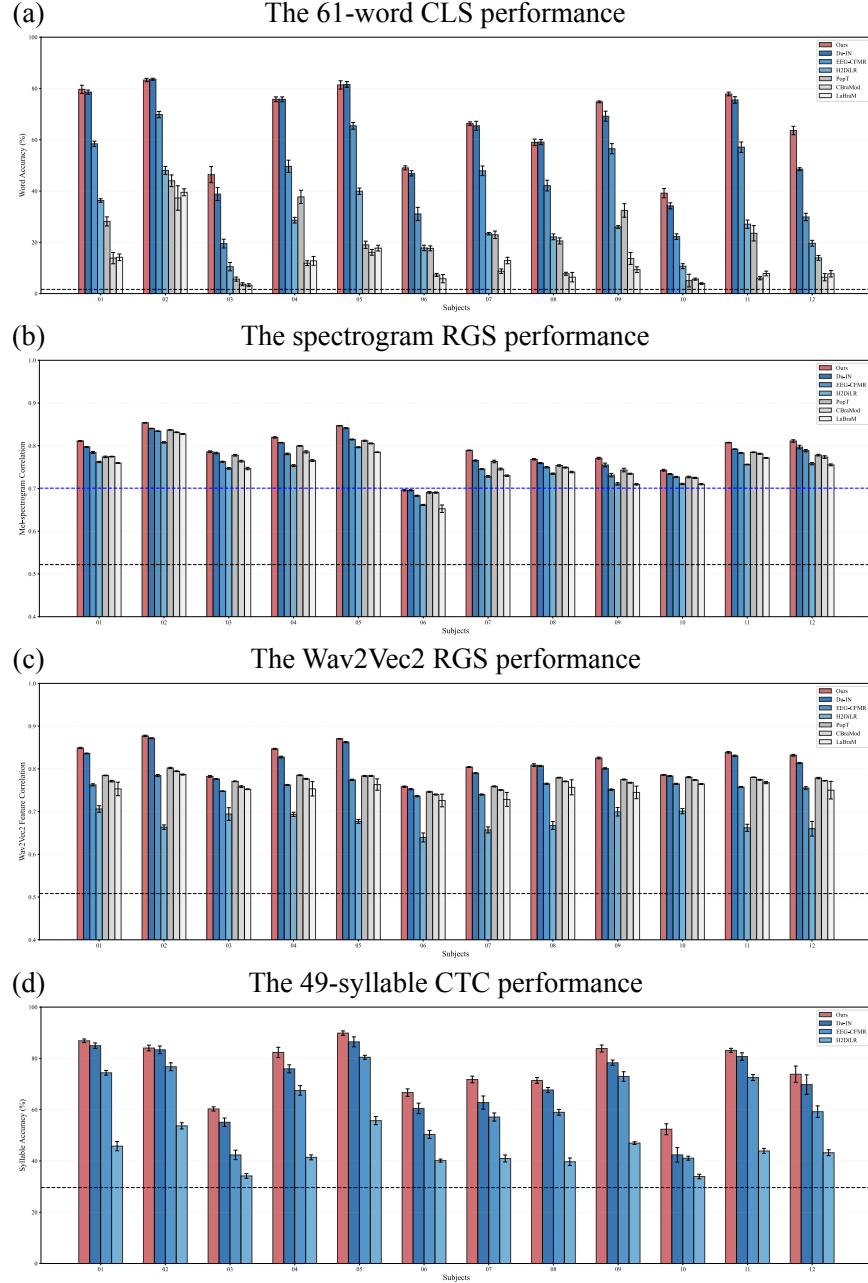 (a) The 61-word CLS performance
100
80
60
40
20
0
Word Accuracy (%)
Ours
Du-IN
EEG-CFMR
H2DiLR
PopT
CBraMod
LaBraM
01 02 03 04 05 06 07 08 09 10 11 12
Subjects
(b) The spectrogram RGS performance
1.0
0.9
0.8
0.7
0.6
0.5
0.4
Mel-spectrogram Correlation
Ours
Du-IN
EEG-CFMR
H2DiLR
PopT
CBraMod
LaBraM
01 02 03 04 05 06 07 08 09 10 11 12
Subjects
(c) The Wav2Vec2 RGS performance
1.0
0.9
0.8
0.7
0.6
0.5
0.4
Wav2Vec2 Feature Correlation
Ours
Du-IN
EEG-CFMR
H2DiLR
PopT
CBraMod
LaBraM
01 02 03 04 05 06 07 08 09 10 11 12
Subjects
(d) The 49-syllable CTC performance
100
80
60
40
20
0
Syllable Accuracy (%)
Ours
Du-IN
EEG-CFMR
H2DiLR
01 02 03 04 05 06 07 08 09 10 11 12
Subjects